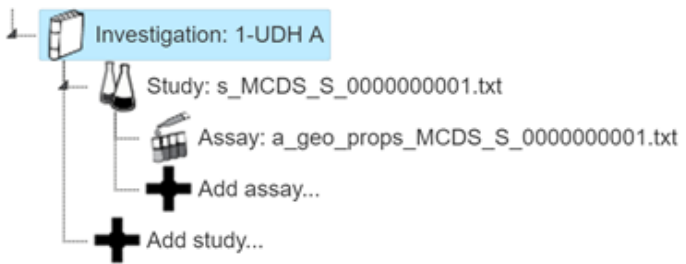 Investigation: 1-UDH A
Study: s_MCDS_S_0000000001.txt
Assay: a_geo_props_MCDS_S_0000000001.txt
Add assay...
Add study...